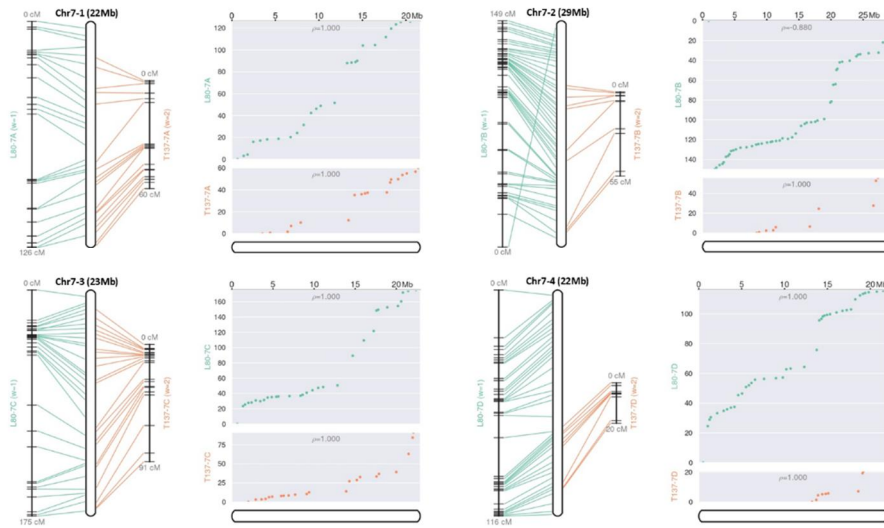 Chr7-1 (22Mb)
0 cM
L80-7A (w=1)
126 cM
0 cM
T137-7A (w=2)
60 cM
0 5 10 15 20 Mb
ρ=1.000
L80-7A
120
100
80
60
40
20
0
ρ=1.000
T137-7A
60
40
20
0
Chr7-2 (29Mb)
149 cM
L80-7B (w=1)
0 cM
0 cM
T137-7B (w=2)
55 cM
0 5 10 15 20 25 Mb
ρ=-0.880
L80-7B
0
20
40
60
80
100
120
140
ρ=1.000
T137-7B
40
20
0
Chr7-3 (23Mb)
0 cM
L80-7C (w=1)
175 cM
0 cM
T137-7C (w=2)
91 cM
0 5 10 15 20 Mb
ρ=1.000
L80-7C
160
140
120
100
80
60
40
20
0
ρ=1.000
T137-7C
75
50
25
0
Chr7-4 (22Mb)
0 cM
L80-7D (w=1)
116 cM
0 cM
T137-7D (w=2)
20 cM
0 5 10 15 20 Mb
ρ=1.000
L80-7D
100
80
60
40
20
0
ρ=1.000
T137-7D
20
0